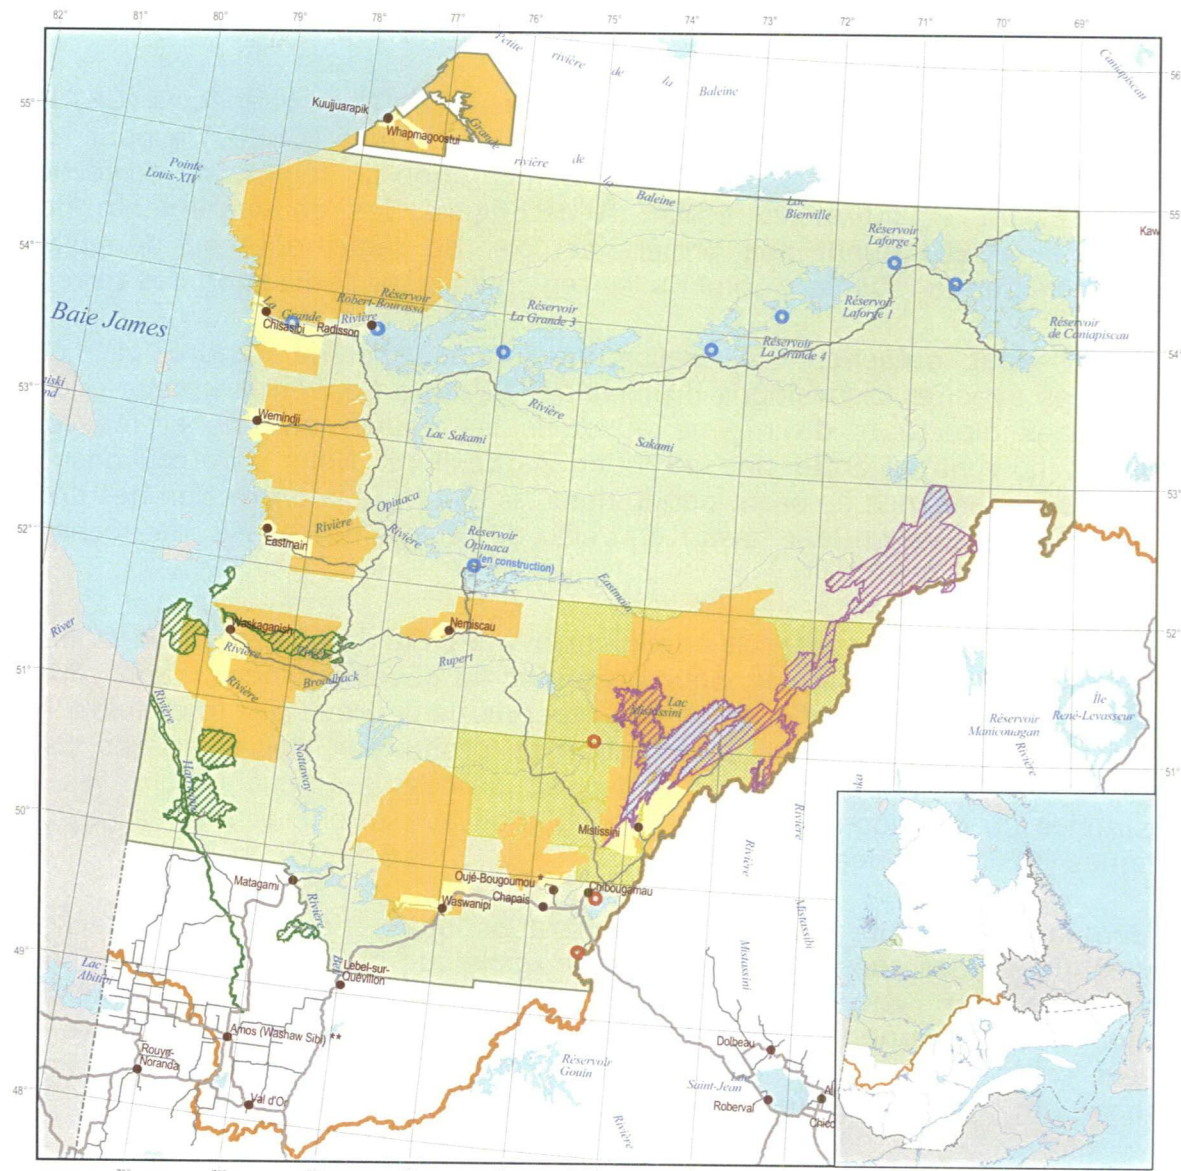 82°
81°
80°
79°
78°
77°
76°
75°
74°
73°
72°
71°
70°
69°
Petite rivière de la Baleine
Caniapiscau
56°
55°
Kuujjuarapik
Whapmagoostui
Grande
rivière de la Baleine
Pointe
Louis-XIV
Lac
Bienville
Réservoir
Laforge 2
55°
Kaw
54°
Baie James
La Grande Rivière
Chisasibi
Radisson
Réservoir
Robert-Bourassa
Réservoir
La Grande 3
Réservoir
Laforge 1
Réservoir
La Grande 4
Réservoir
de Caniapiscau
54°
53°
Wemindji
Lac Sakami
Rivière
Sakami
53°
52°
Opinaca
Rivière
Rivière
Eastmain
Réservoir
Opinaca
(en construction)
Eastmain
52°
River
Waskaganish
Nemiscau
Rivière
Rupert
Broadback
Rivière
51°
Rivière
Harricana
Nottaway
Lac
Mistassini
Réservoir
Manicouagan
Île
René-Levasseur
Rivière
51°
50°
Mistissini
Rivière
Rivière
Mistassibi
Matagami
Oujé-Bougoumou *
Chibougamau
Chapais
Waswanipi
Rivière
Bell
49°
Lac
Abitibi
Lebel-sur-
Quévillon
Mistassini
Amos (Washaw Sibi) **
Rouyn-
Noranda
Val d'Or
48°
Réservoir
Gouin
Rivière
Dolbeau
Lac
Saint-Jean
Roberval